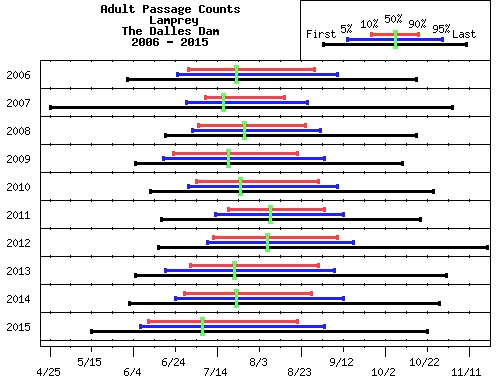 Adult Passage Counts
Lamprey
The Dalles Dam
2006 - 2015
First 5% 10% 50% 90% 95% Last
2006
2007
2008
2009
2010
2011
2012
2013
2014
2015
4/25 5/15 6/4 6/24 7/14 8/3 8/23 9/12 10/2 10/22 11/11